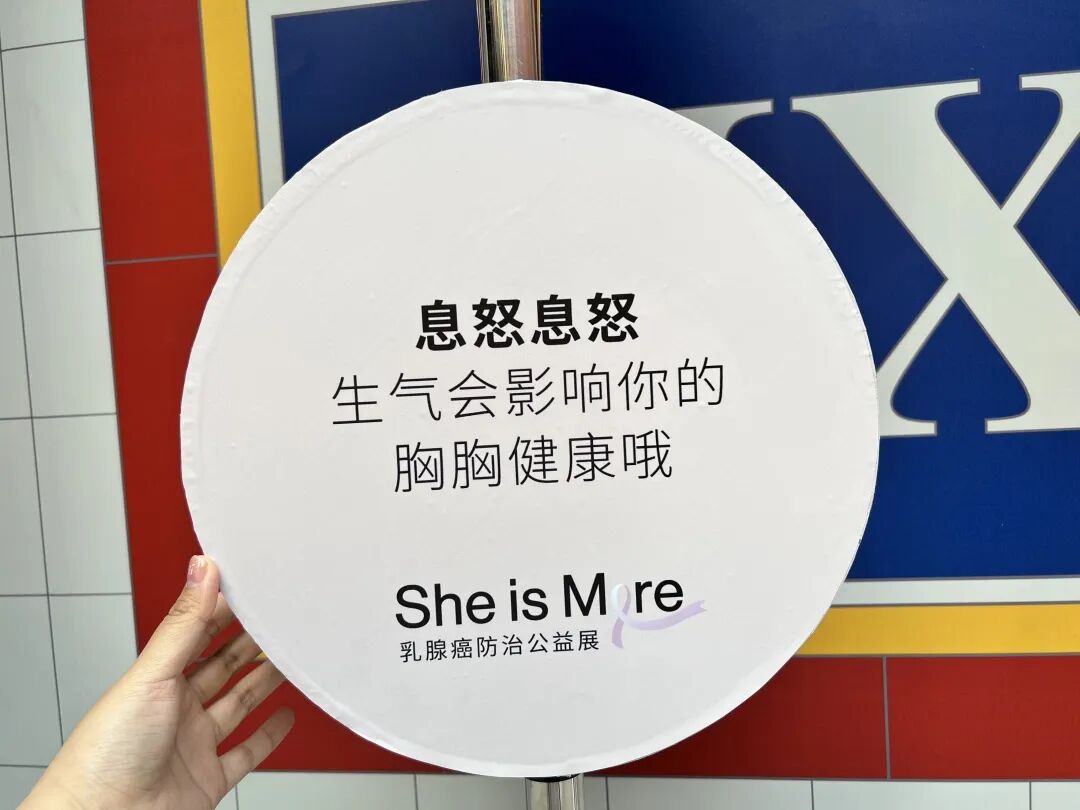 息怒息怒
生气会影响你的
胸胸健康哦
She is More
乳腺癌防治公益展
X